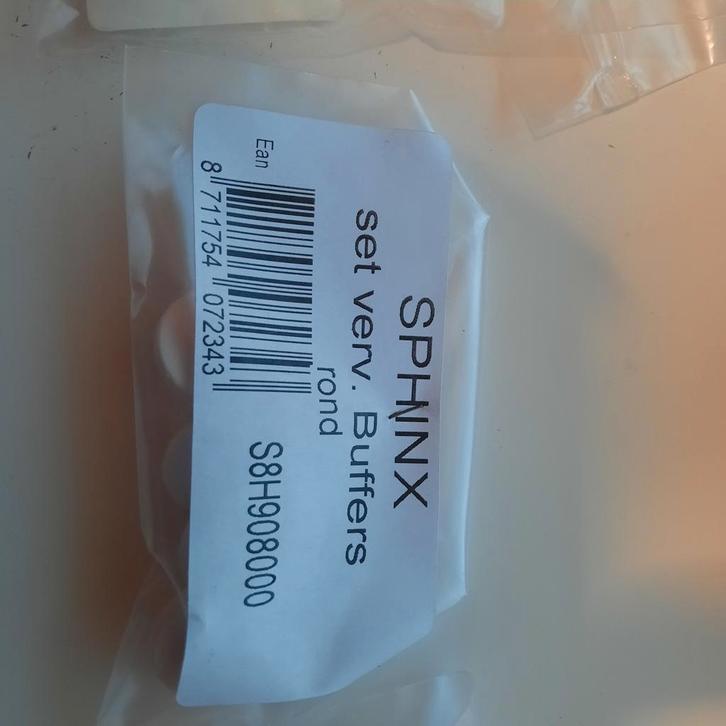 SPHINX
set verv. Buffers
rond
Ean
8 711754 072343
S8H908000